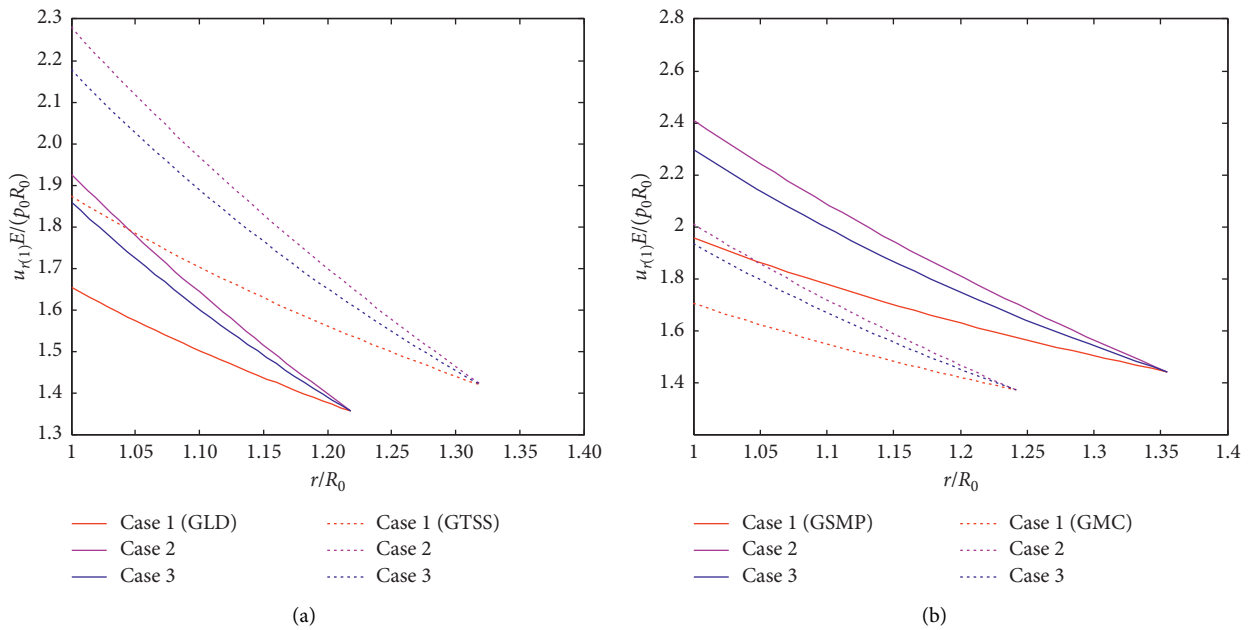 2.3
2.2
2.1
2.0
1.9
1.8
1.7
1.6
1.5
1.4
1.3
u_{r(1)}E/(p_0R_0)
1 1.05 1.10 1.15 1.20 1.25 1.30 1.35 1.40
r/R_0
Case 1 (GLD) Case 1 (GTSS)
Case 2 Case 2
Case 3 Case 3
(a)
2.8
2.6
2.4
2.2
2
1.8
1.6
1.4
u_{r(1)}E/(p_0R_0)
1 1.05 1.1 1.15 1.2 1.25 1.3 1.35 1.4
r/R_0
Case 1 (GSMP) Case 1 (GMC)
Case 2 Case 2
Case 3 Case 3
(b)